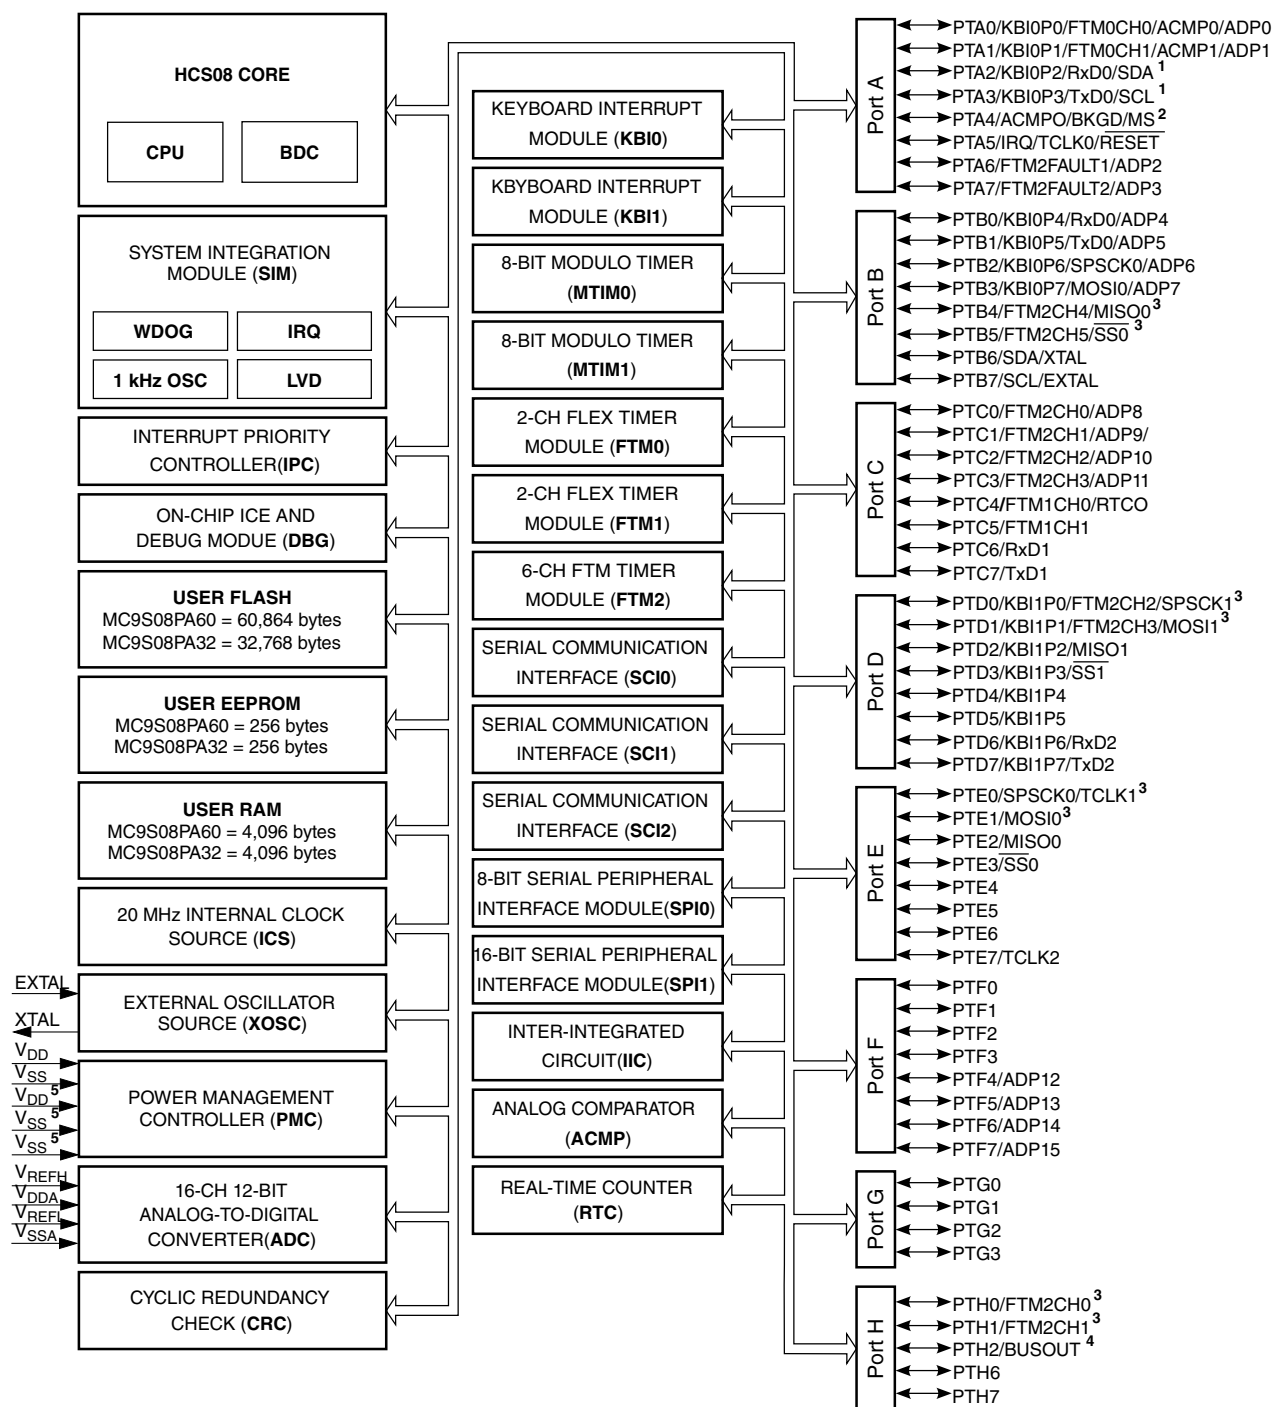 HCS08 CORE
CPU
BDC
SYSTEM INTEGRATION
MODULE (SIM)
WDOG
IRQ
1 kHz OSC
LVD
INTERRUPT PRIORITY
CONTROLLER(IPC)
ON-CHIP ICE AND
DEBUG MODUE (DBG)
USER FLASH
MC9S08PA60 = 60,864 bytes
MC9S08PA32 = 32,768 bytes
USER EEPROM
MC9S08PA60 = 256 bytes
MC9S08PA32 = 256 bytes
USER RAM
MC9S08PA60 = 4,096 bytes
MC9S08PA32 = 4,096 bytes
20 MHz INTERNAL CLOCK
SOURCE (ICS)
EXTAL
XTAL
EXTERNAL OSCILLATOR
SOURCE (XOSC)
VDD
VSS
VDD 5
VSS 5
VSS 5
POWER MANAGEMENT
CONTROLLER (PMC)
VREFH
VDDA
VREFL
VSSA
16-CH 12-BIT
ANALOG-TO-DIGITAL
CONVERTER(ADC)
CYCLIC REDUNDANCY
CHECK (CRC)
KEYBOARD INTERRUPT
MODULE (KBI0)
KBYBOARD INTERRUPT
MODULE (KBI1)
8-BIT MODULO TIMER
(MTIM0)
8-BIT MODULO TIMER
(MTIM1)
2-CH FLEX TIMER
MODULE (FTM0)
2-CH FLEX TIMER
MODULE (FTM1)
6-CH FTM TIMER
MODULE (FTM2)
SERIAL COMMUNICATION
INTERFACE (SCI0)
SERIAL COMMUNICATION
INTERFACE (SCI1)
SERIAL COMMUNICATION
INTERFACE (SCI2)
8-BIT SERIAL PERIPHERAL
INTERFACE MODULE(SPI0)
16-BIT SERIAL PERIPHERAL
INTERFACE MODULE(SPI1)
INTER-INTEGRATED
CIRCUIT(IIC)
ANALOG COMPARATOR
(ACMP)
REAL-TIME COUNTER
(RTC)
Port A
PTA0/KBI0P0/FTM0CH0/ACMP0/ADP0
PTA1/KBI0P1/FTM0CH1/ACMP1/ADP1
PTA2/KBI0P2/RxD0/SDA 1
PTA3/KBI0P3/TxD0/SCL 1
PTA4/ACMPO/BKGD/MS 2
PTA5/IRQ/TCLK0/RESET
PTA6/FTM2FAULT1/ADP2
PTA7/FTM2FAULT2/ADP3
Port B
PTB0/KBI0P4/RxD0/ADP4
PTB1/KBI0P5/TxD0/ADP5
PTB2/KBI0P6/SPSCK0/ADP6
PTB3/KBI0P7/MOSI0/ADP7
PTB4/FTM2CH4/MISO0 3
PTB5/FTM2CH5/SS0 3
PTB6/SDA/XTAL
PTB7/SCL/EXTAL
Port C
PTC0/FTM2CH0/ADP8
PTC1/FTM2CH1/ADP9/
PTC2/FTM2CH2/ADP10
PTC3/FTM2CH3/ADP11
PTC4/FTM1CH0/RTCO
PTC5/FTM1CH1
PTC6/RxD1
PTC7/TxD1
Port D
PTD0/KBI1P0/FTM2CH2/SPSCK1 3
PTD1/KBI1P1/FTM2CH3/MOSI1 3
PTD2/KBI1P2/MISO1
PTD3/KBI1P3/SS1
PTD4/KBI1P4
PTD5/KBI1P5
PTD6/KBI1P6/RxD2
PTD7/KBI1P7/TxD2
Port E
PTE0/SPSCK0/TCLK1 3
PTE1/MOSI0 3
PTE2/MISO0
PTE3/SS0
PTE4
PTE5
PTE6
PTE7/TCLK2
Port F
PTF0
PTF1
PTF2
PTF3
PTF4/ADP12
PTF5/ADP13
PTF6/ADP14
PTF7/ADP15
Port G
PTG0
PTG1
PTG2
PTG3
Port H
PTH0/FTM2CH0 3
PTH1/FTM2CH1 3
PTH2/BUSOUT 4
PTH6
PTH7